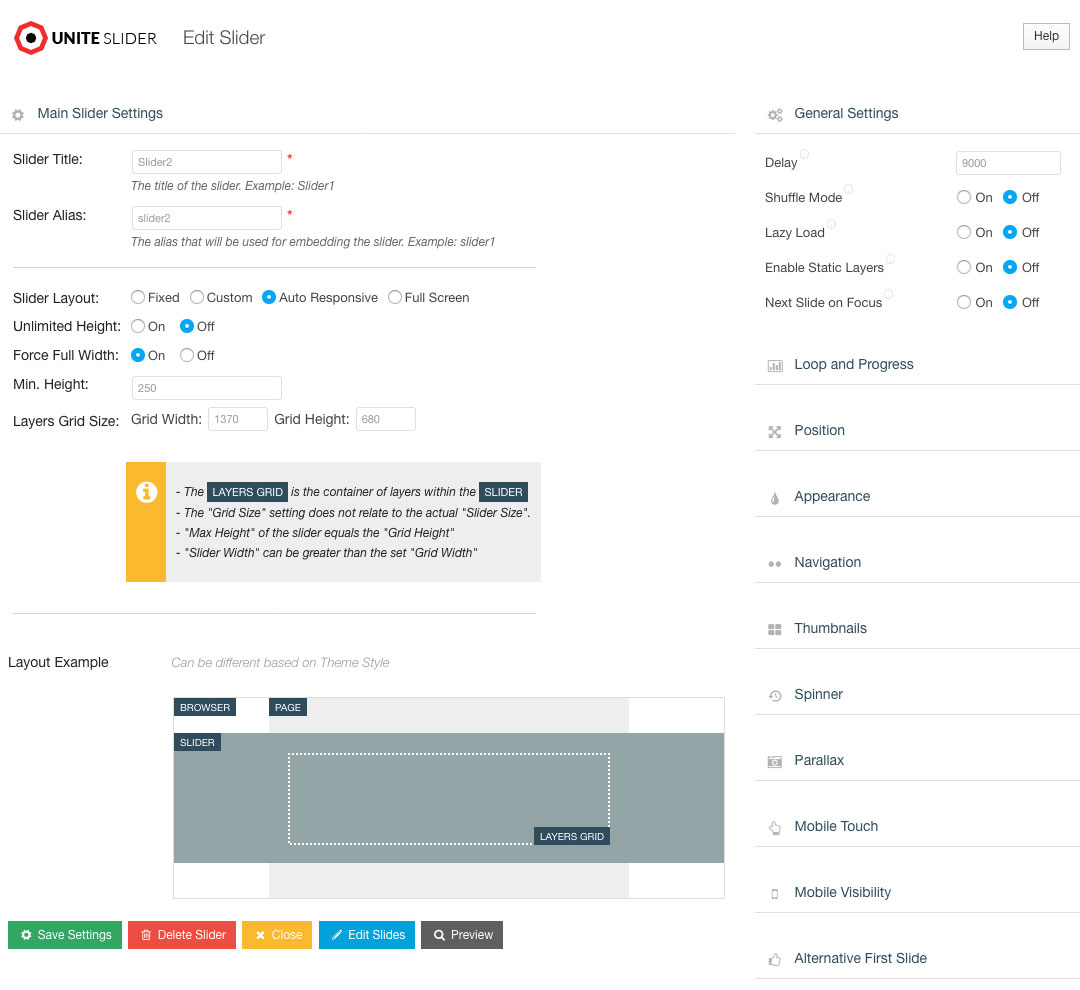 UNITE SLIDER Edit Slider
Help
Main Slider Settings
Slider Title: Slider2 *
The title of the slider. Example: Slider1
Slider Alias: slider2 *
The alias that will be used for embedding the slider. Example: slider1
Slider Layout: Fixed Custom Auto Responsive Full Screen
Unlimited Height: On Off
Force Full Width: On Off
Min. Height: 250
Layers Grid Size: Grid Width: 1370 Grid Height: 680
- The LAYERS GRID is the container of layers within the SLIDER
- The "Grid Size" setting does not relate to the actual "Slider Size".
- "Max Height" of the slider equals the "Grid Height"
- "Slider Width" can be greater than the set "Grid Width"
Layout Example Can be different based on Theme Style
BROWSER PAGE
SLIDER
LAYERS GRID
Save Settings Delete Slider Close Edit Slides Preview
General Settings
Delay 9000
Shuffle Mode On Off
Lazy Load On Off
Enable Static Layers On Off
Next Slide on Focus On Off
Loop and Progress
Position
Appearance
Navigation
Thumbnails
Spinner
Parallax
Mobile Touch
Mobile Visibility
Alternative First Slide